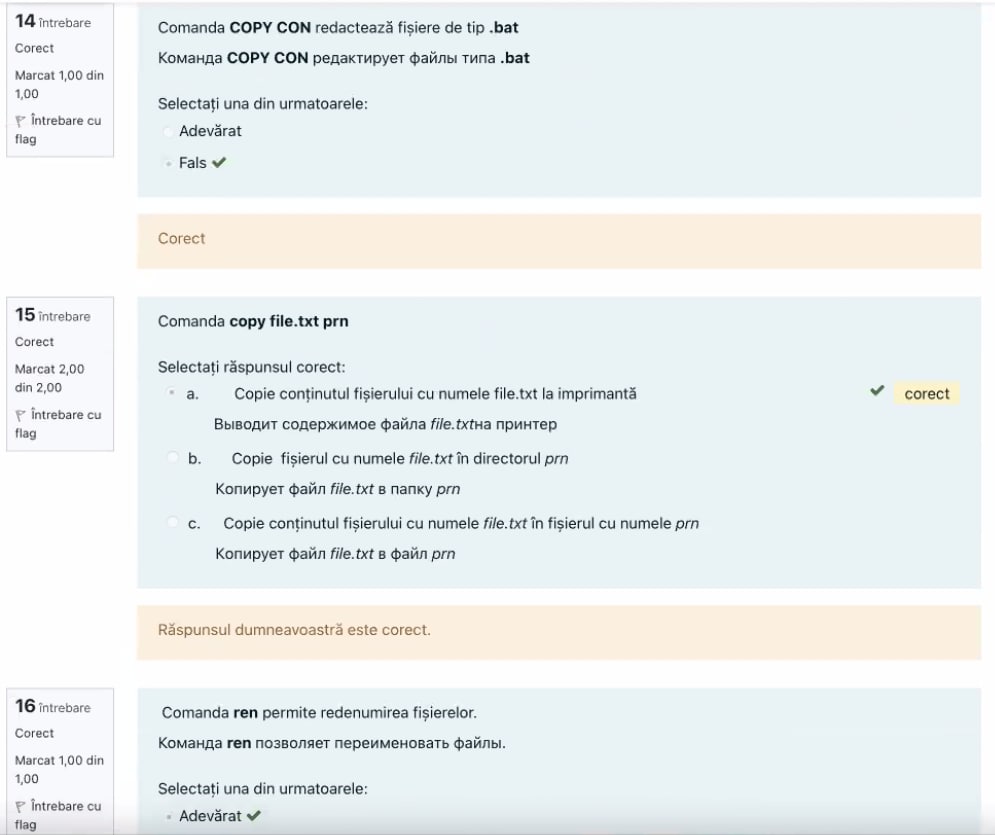 14 întrebare
Corect
Marcat 1,00 din
1,00
Întrebare cu
flag
Comanda COPY CON redactează fișiere de tip .bat
Команда COPY CON редактирует файлы типа .bat
Selectați una din urmatoarele:
Adevărat
Fals
Corect
15 întrebare
Corect
Marcat 2,00
din 2,00
Întrebare cu
flag
Comanda copy file.txt prn
Selectați răspunsul corect:
a. Copie conținutul fișierului cu numele file.txt la imprimantă
corect
Выводит содержимое файла file.txtна принтер
b. Copie fișierul cu numele file.txt în directorul prn
Копирует файл file.txt в папку prn
c. Copie conținutul fișierului cu numele file.txt în fișierul cu numele prn
Копирует файл file.txt в файл prn
Răspunsul dumneavoastră este corect.
16 întrebare
Corect
Marcat 1,00 din
1,00
Întrebare cu
flag
Comanda ren permite redenumirea fișierelor.
Команда ren позволяет переименовать файлы.
Selectați una din urmatoarele:
Adevărat